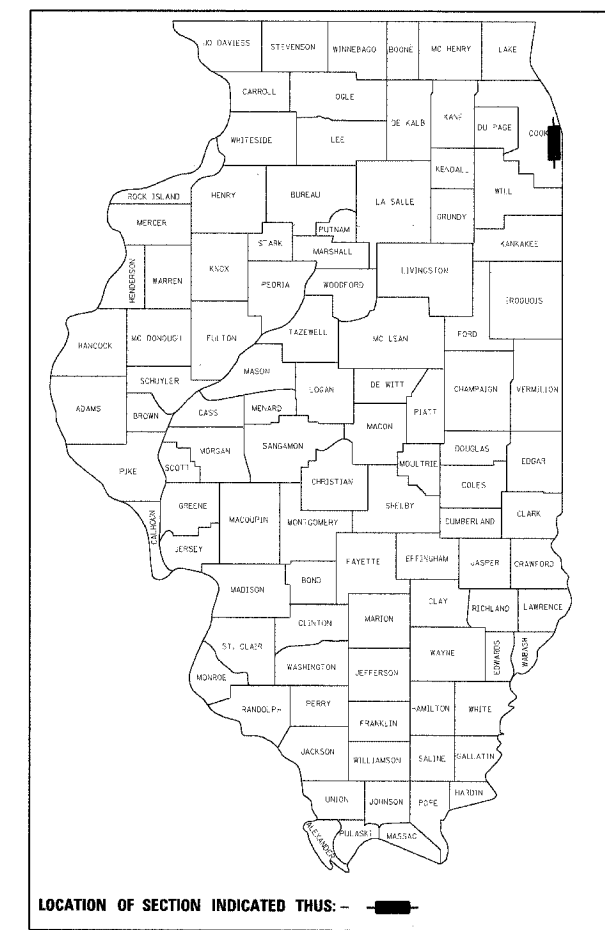 JO DAVIESS STEVENSON WINNEBAGO BOONE MC HENRY LAKE
CARROLL OGLE DE KALB KANE DU PAGE COOK
WHITESIDE LEE
KENDALL WILL
ROCK ISLAND HENRY BUREAU LA SALLE GRUNDY
MERCER PUTNAM
STARK MARSHALL KANKAKEE
HENDERSON WARREN KNOX PEORIA WOODFORD LIVINGSTON
IROQUOIS
HANCOCK MC DONOUGH FULTON TAZEWELL MC LEAN FORD
MASON
SCHUYLER LOGAN DE WITT CHAMPAIGN VERMILION
ADAMS BROWN CASS MENARD MACON PIATT
MORGAN SANGAMON DOUGLAS
PIKE SCOTT CHRISTIAN MOULTRIE COLES EDGAR
GREENE MACOUPIN MONTGOMERY SHELBY CUMBERLAND CLARK
CALHOUN JERSEY
FAYETTE EFFINGHAM JASPER CRAWFORD
MADISON BOND
CLAY RICHLAND LAWRENCE
CLINTON MARION
ST. CLAIR WAYNE EDWARDS WABASH
WASHINGTON JEFFERSON
MONROE
RANDOLPH PERRY HAMILTON WHITE
FRANKLIN
JACKSON WILLIAMSON SALINE GALLATIN
UNION JOHNSON POPE HARDIN
ALEXANDER PULASKI MASSAC
LOCATION OF SECTION INDICATED THUS: -